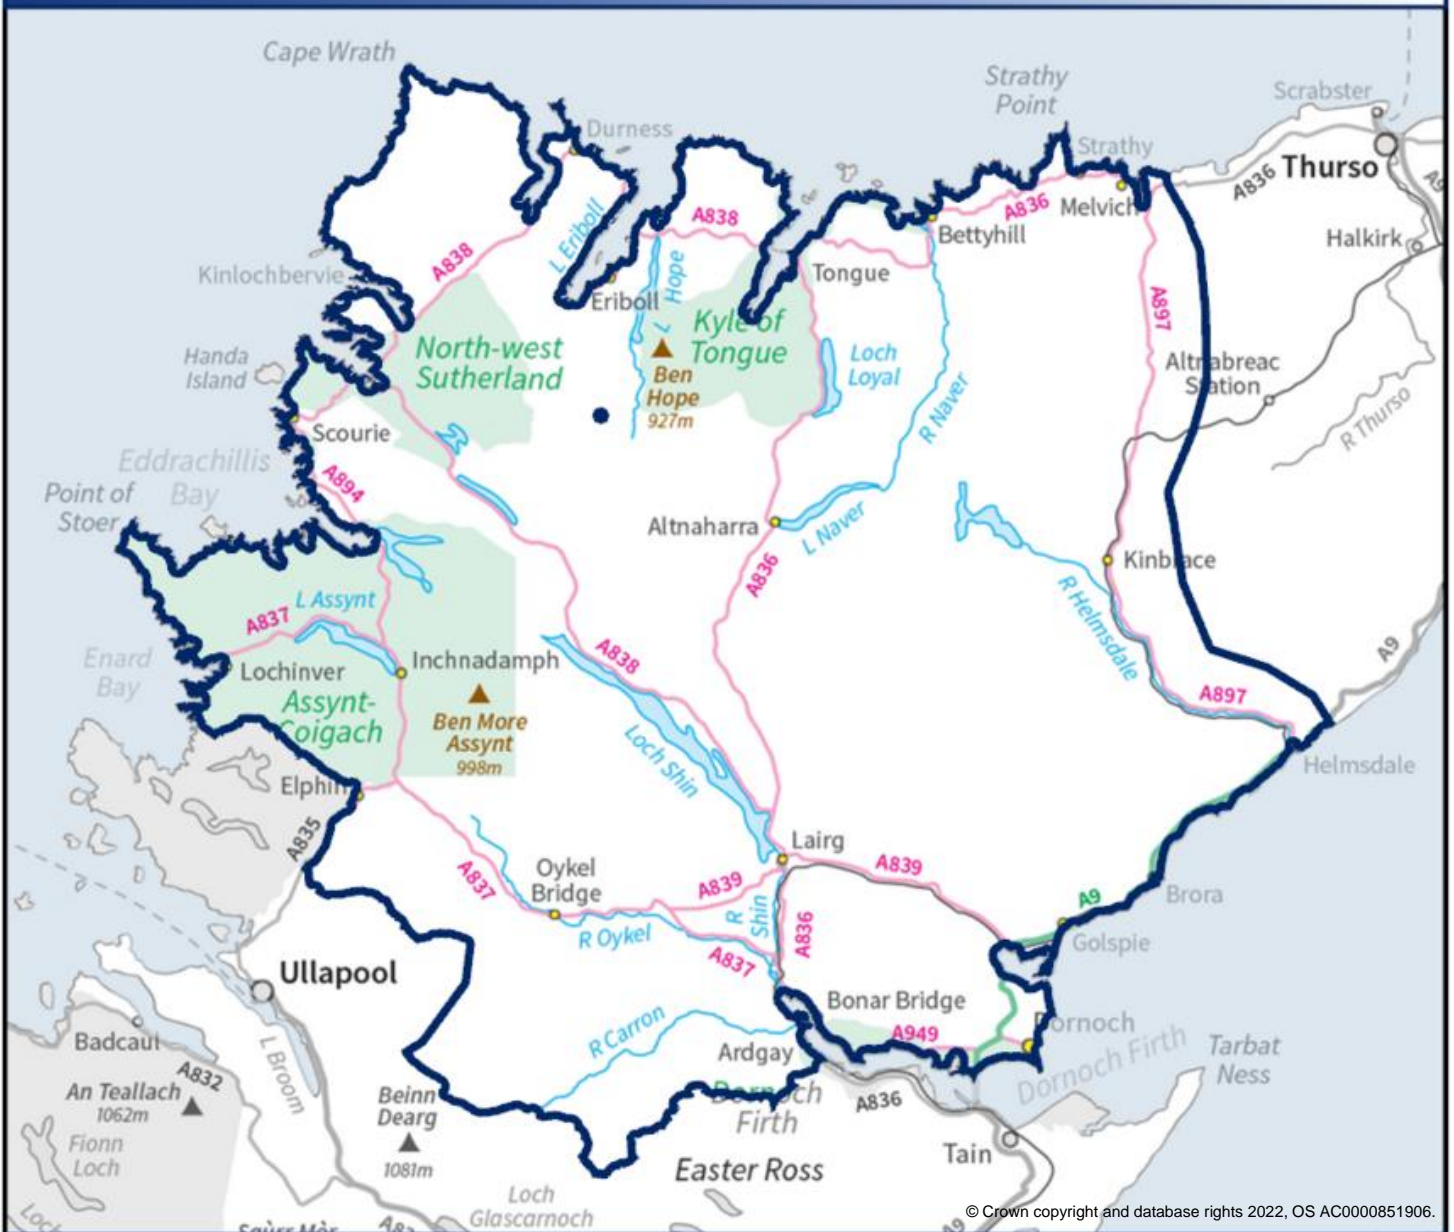 Cape Wrath
Strathy
Point
Scrabster
Durness
Strathy
Thurso
A836
A9
A838
A836
Melvich
L Eriboll
Bettyhill
Halkirk
Kinlochbervie
A838
L Hope
Tongue
Eriboll
A897
Kyle of
Tongue
North-west
Sutherland
Handa
Island
Loch
Loyal
Altnabreac
Station
Ben
Hope
927m
R Naver
R Thurso
Scourie
Eddrachillis
Bay
A894
Point of
Stoer
Altnaharra
L Naver
Kinbrace
A836
R Helmsdale
L Assynt
A837
A838
A9
Enard
Bay
Lochinver
Inchnadamph
A897
Assynt-
Coigach
Ben More
Assynt
998m
Loch Shin
Helmsdale
Elphin
A835
Lairg
A837
Oykel
Bridge
A839
A839
A9
Brora
R
Shin
A836
R Oykel
A837
Golspie
Ullapool
Bonar Bridge
Dornoch
A949
R Carron
Ardgay
Dornoch Firth
Tarbat
Ness
Badcaul
L Broom
A832
An Teallach
1062m
Beinn
Dearg
1081m
Dornoch
Firth
A836
Fionn
Loch
Tain
Easter Ross
Loch
Glascarnoch
Loch
Sgùrr Mòr
A9
© Crown copyright and database rights 2022, OS AC0000851906.